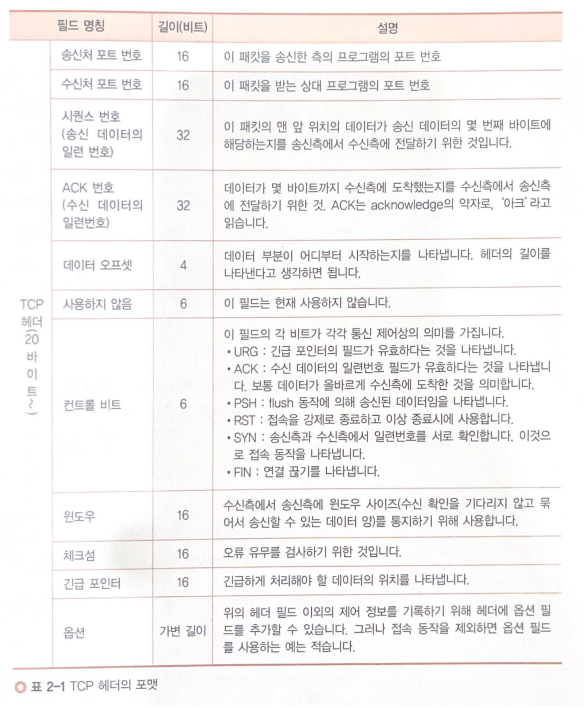 필드 명칭 길이(비트) 설명
송신처 포트 번호 16 이 패킷을 송신한 측의 프로그램의 포트 번호
수신처 포트 번호 16 이 패킷을 받는 상대 프로그램의 포트 번호
시퀀스 번호
(송신 데이터의
일련 번호)
32
이 패킷의 맨 앞 위치의 데이터가 송신 데이터의 몇 번째 바이트에
해당하는지를 송신측에서 수신측에 전달하기 위한 것입니다.
ACK 번호
(수신 데이터의
일련번호)
32
데이터가 몇 바이트까지 수신측에 도착했는지를 수신측에서 송신측
에 전달하기 위한 것. ACK는 acknowledge의 약자로, '아크'라고
읽습니다.
데이터 오프셋 4
데이터 부분이 어디부터 시작하는지를 나타냅니다. 헤더의 길이를
나타낸다고 생각하면 됩니다.
TCP
헤더
(20
바
이
트
~)
사용하지 않음 6 이 필드는 현재 사용하지 않습니다.
컨트롤 비트 6
이 필드의 각 비트가 각각 통신 제어상의 의미를 가집니다.
• URG : 긴급 포인터의 필드가 유효하다는 것을 나타냅니다.
• ACK : 수신 데이터의 일련번호 필드가 유효하다는 것을 나타냅니
다. 보통 데이터가 올바르게 수신측에 도착한 것을 의미합니다.
• PSH : flush 동작에 의해 송신된 데이터임을 나타냅니다.
• RST : 접속을 강제로 종료하고 이상 종료시에 사용합니다.
• SYN : 송신측과 수신측에서 일련번호를 서로 확인합니다. 이것으
로 접속 동작을 나타냅니다.
• FIN : 연결 끊기를 나타냅니다.
윈도우 16
수신측에서 송신측에 윈도우 사이즈(수신 확인을 기다리지 않고 묶
어서 송신할 수 있는 데이터 양)를 통지하기 위해 사용합니다.
체크섬 16 오류 유무를 검사하기 위한 것입니다.
긴급 포인터 16 긴급하게 처리해야 할 데이터의 위치를 나타냅니다.
옵션 가변 길이
위의 헤더 필드 이외의 제어 정보를 기록하기 위해 헤더에 옵션 필
드를 추가할 수 있습니다. 그러나 접속 동작을 제외하면 옵션 필드
를 사용하는 예는 적습니다.
표 2-1 TCP 헤더의 포맷